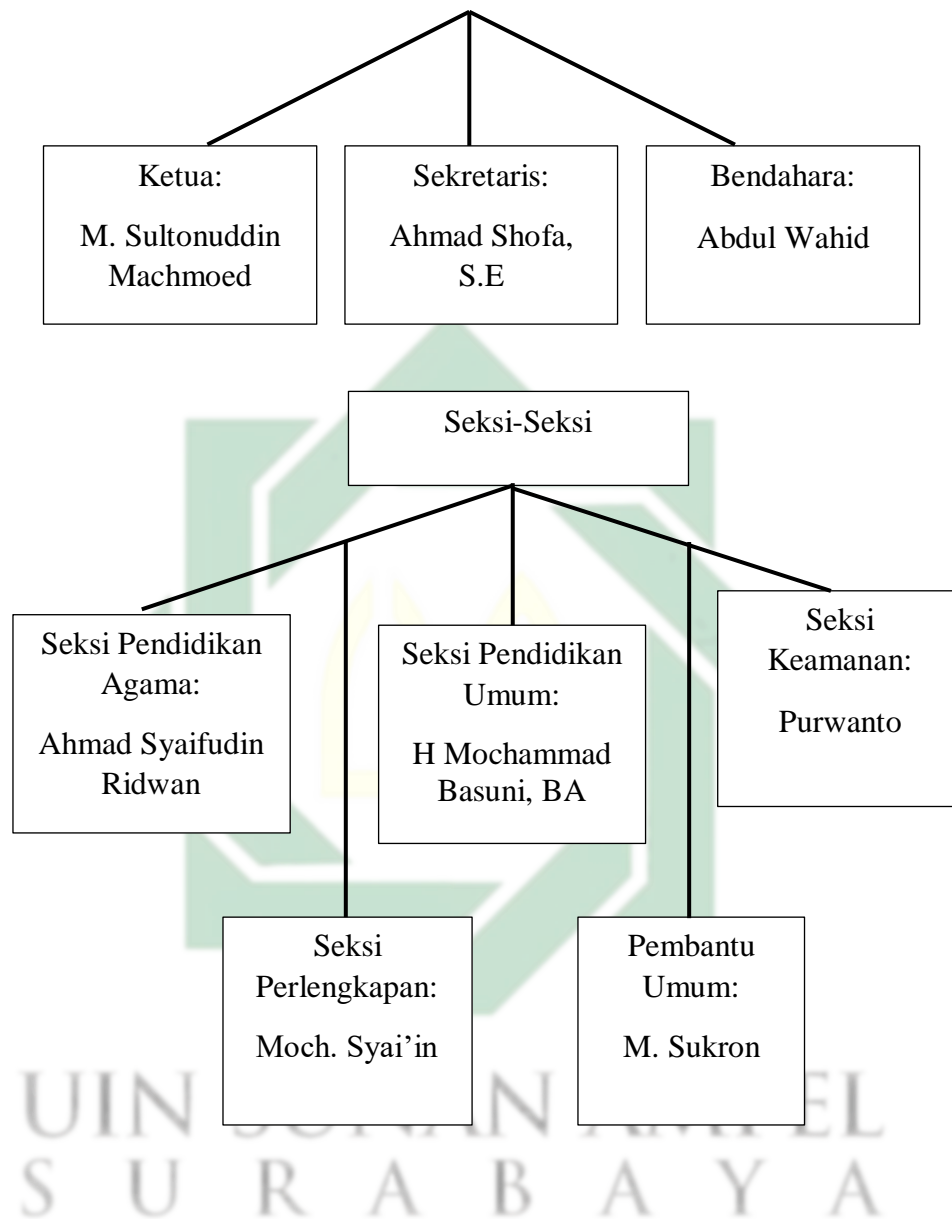 Ketua:
M. Sultonuddin
Machmoed
Sekretaris:
Ahmad Shofa,
S.E
Bendahara:
Abdul Wahid
Seksi-Seksi
Seksi Pendidikan
Agama:
Ahmad Syaifudin
Ridwan
Seksi Pendidikan
Umum:
H Mochammad
Basuni, BA
Seksi
Keamanan:
Purwanto
Seksi
Perlengkapan:
Moch. Syai’in
Pembantu
Umum:
M. Sukron
UIN SUNAN AMPEL
SURABAYA